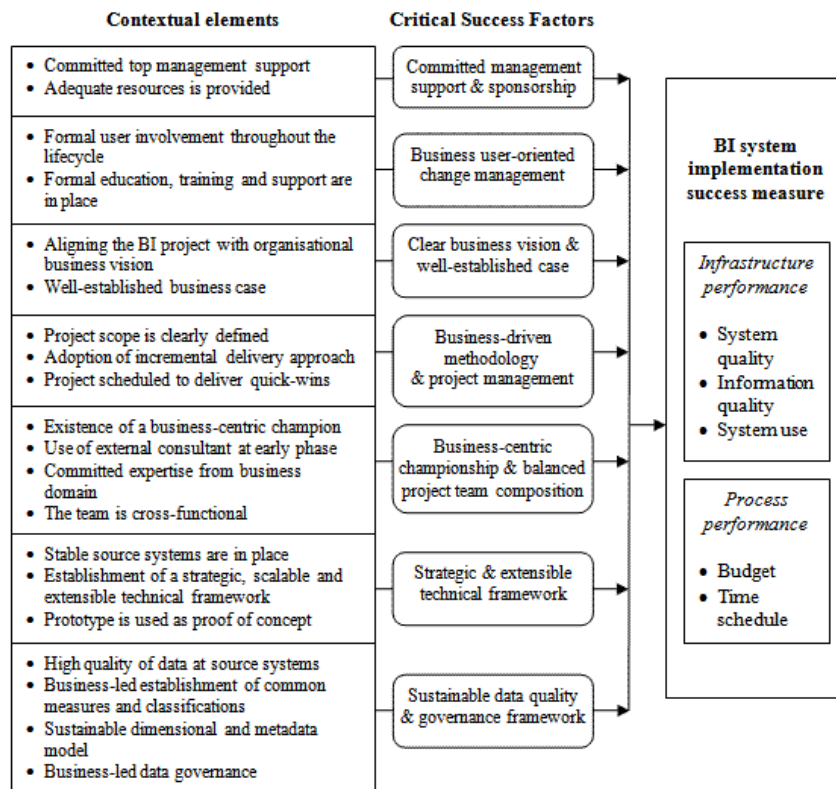 Contextual elements
Critical Success Factors
• Committed top management support
• Adequate resources is provided
Committed management
support & sponsorship
• Formal user involvement throughout the
lifecycle
• Formal education, training and support are
in place
Business user-oriented
change management
• Aligning the BI project with organisational
business vision
• Well-established business case
Clear business vision &
well-established case
• Project scope is clearly defined
• Adoption of incremental delivery approach
• Project scheduled to deliver quick-wins
Business-driven
methodology
& project management
• Existence of a business-centric champion
• Use of external consultant at early phase
• Committed expertise from business
domain
• The team is cross-functional
Business-centric
championship & balanced
project team composition
• Stable source systems are in place
• Establishment of a strategic, scalable and
extensible technical framework
• Prototype is used as proof of concept
Strategic & extensible
technical framework
• High quality of data at source systems
• Business-led establishment of common
measures and classifications
• Sustainable dimensional and metadata
model
• Business-led data governance
Sustainable data quality
& governance framework
BI system
implementation
success measure
Infrastructure
performance
• System
quality
• Information
quality
• System use
Process
performance
• Budget
• Time
schedule